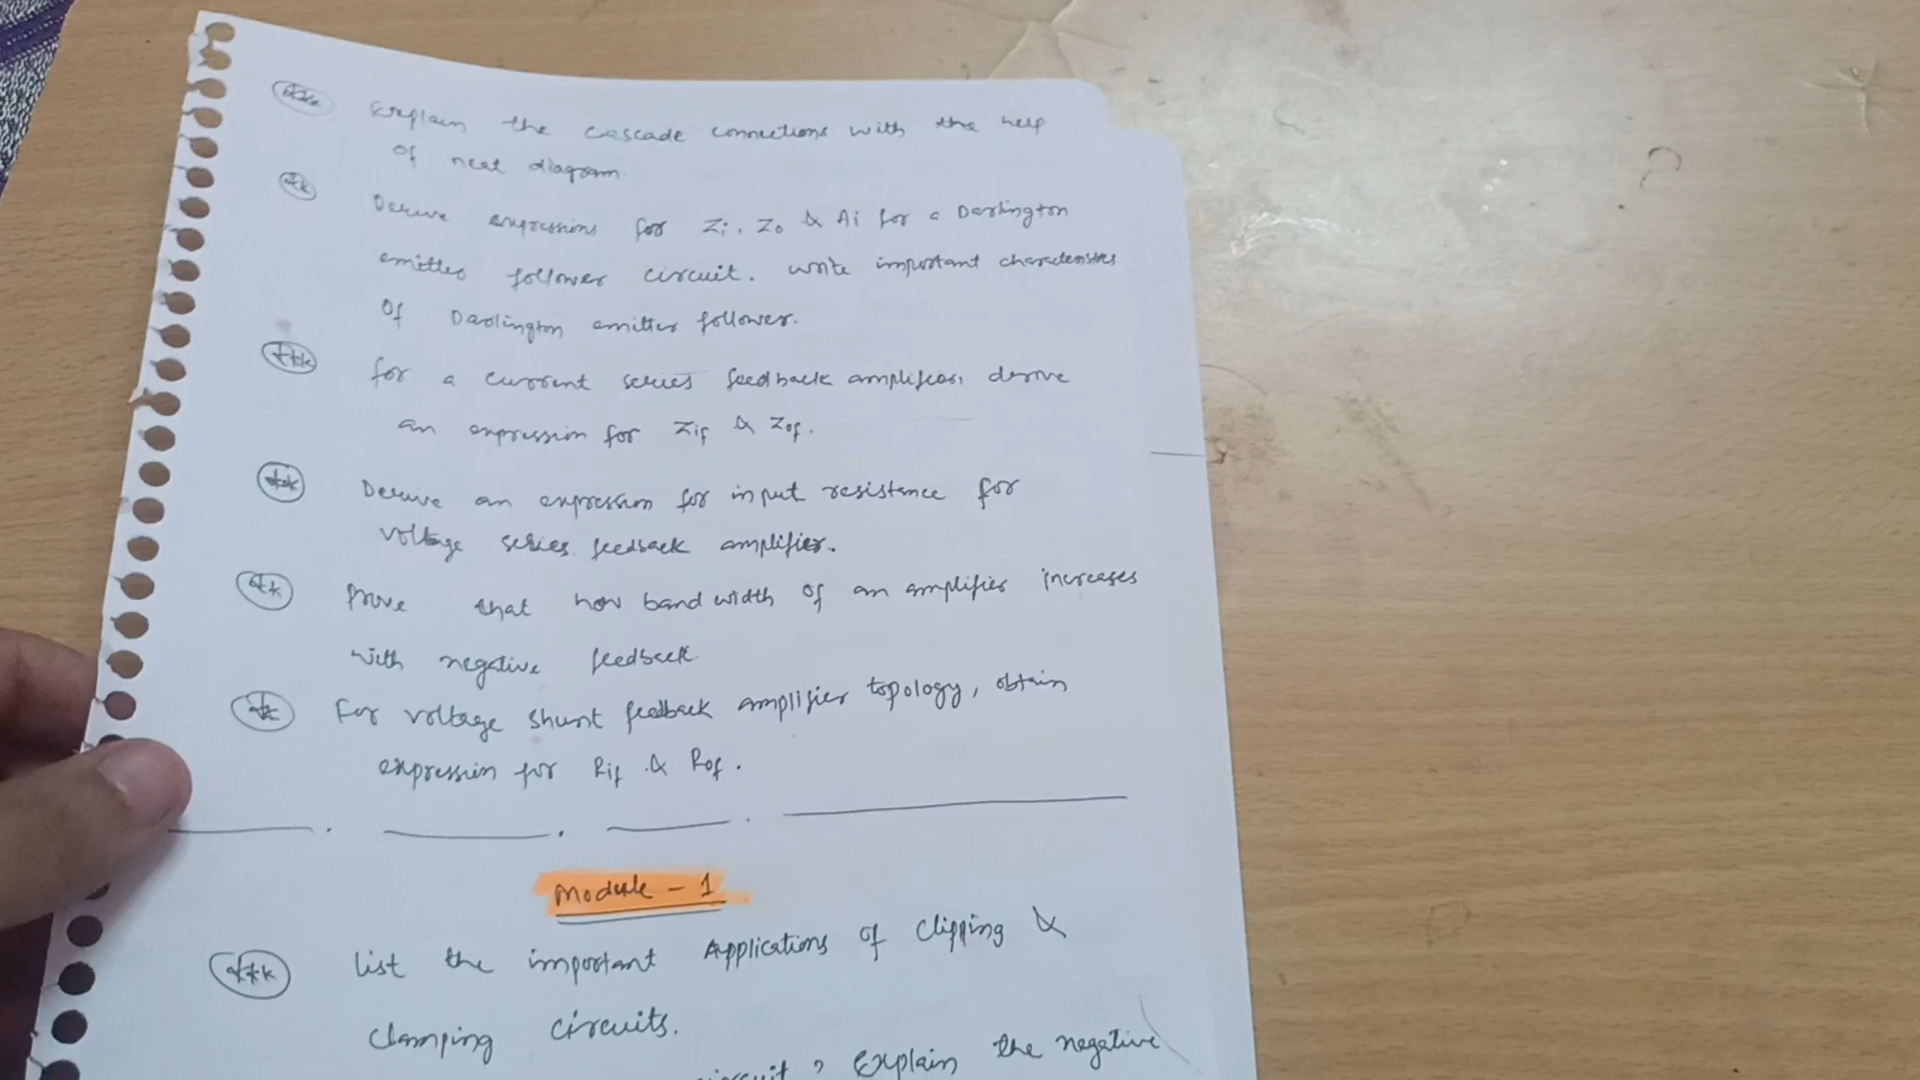 *** Explain the cascade connections with the help
of neat diagram.
** Derive expressions for Zi, Zo & Ai for a Darlington
emitter follower circuit. Write important characteristics
of Darlington emitter follower.
*** for a current series feedback amplifier, derive
an expression for Zif & Zof.
*** Derive an expression for input resistance for
voltage series feedback amplifier.
*** Prove that how band width of an amplifier increases
with negative feedback.
** For voltage shunt feedback amplifier topology, obtain
expression for Rif & Rof.
Module - 1
*** List the important Applications of Clipping &
Clamping circuits.
Explain the negative